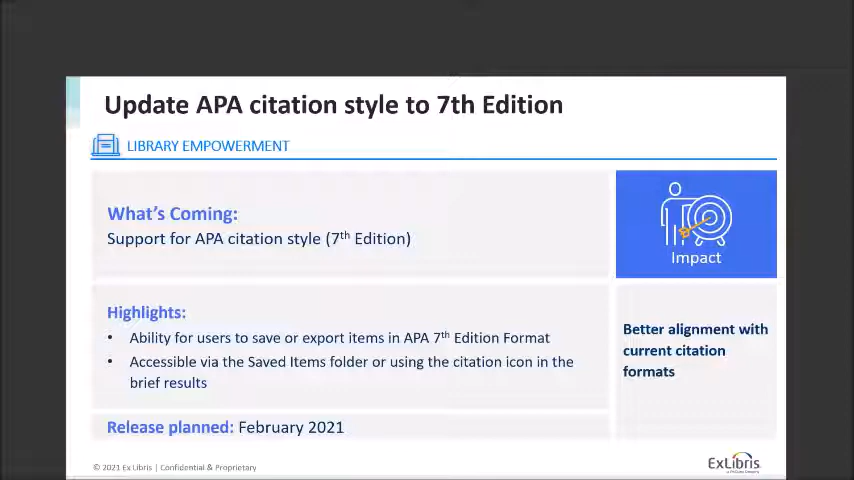 Update APA citation style to 7th Edition
LIBRARY EMPOWERMENT
What's Coming:
Support for APA citation style (7th Edition)
Impact
Highlights:
• Ability for users to save or export items in APA 7th Edition Format
• Accessible via the Saved Items folder or using the citation icon in the
brief results
Better alignment with
current citation
formats
Release planned: February 2021
© 2021 Ex Libris | Confidential & Proprietary
ExLibris